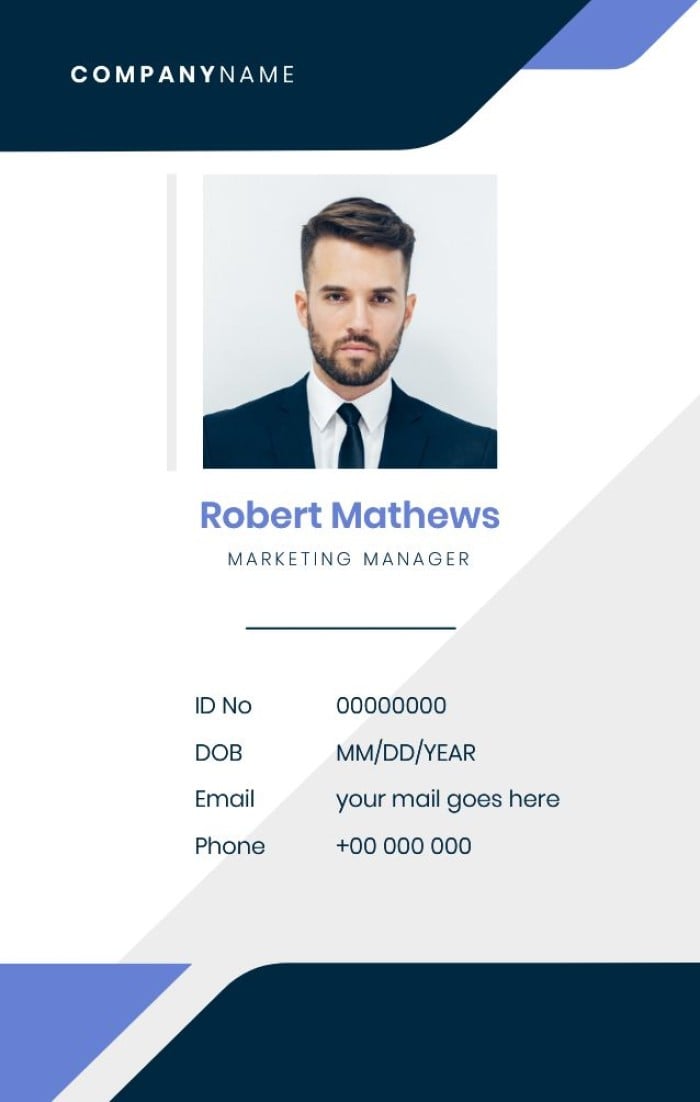 COMPANYNAME
Robert Mathews
MARKETING MANAGER
ID No 00000000
DOB MM/DD/YEAR
Email your mail goes here
Phone +00 000 000